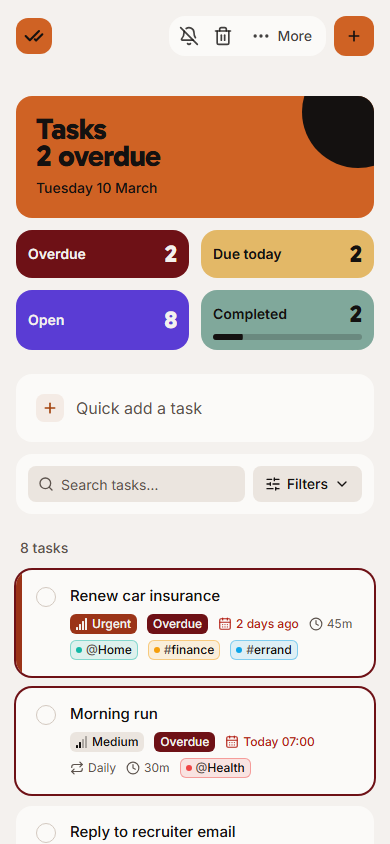 More
Tasks
2 overdue
Tuesday 10 March
Overdue 2
Due today 2
Open 8
Completed 2
Quick add a task
Search tasks...
Filters
8 tasks
Renew car insurance
Urgent Overdue 2 days ago 45m
@Home #finance #errand
Morning run
Medium Overdue Today 07:00
Daily 30m @Health
Reply to recruiter email